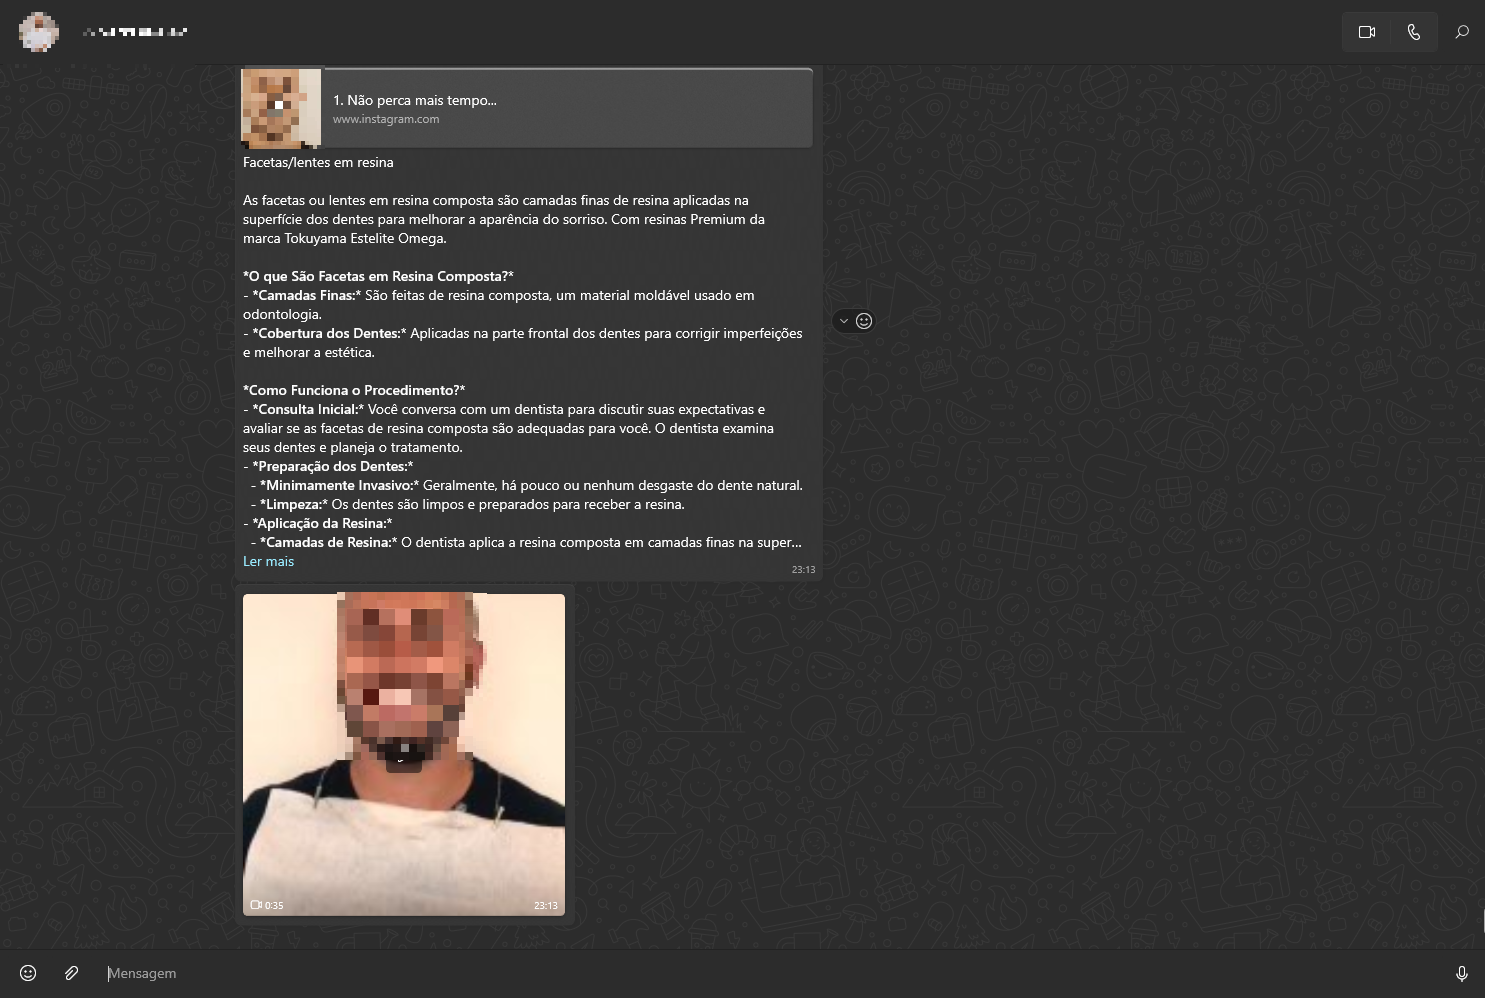 1. Não perca mais tempo...
www.instagram.com
Facetas/lentes em resina
As facetas ou lentes em resina composta são camadas finas de resina aplicadas na
superfície dos dentes para melhorar a aparência do sorriso. Com resinas Premium da
marca Tokuyama Estelite Omega.
*O que São Facetas em Resina Composta?*
- *Camadas Finas:* São feitas de resina composta, um material moldável usado em
odontologia.
- *Cobertura dos Dentes:* Aplicadas na parte frontal dos dentes para corrigir imperfeições
e melhorar a estética.
*Como Funciona o Procedimento?*
- *Consulta Inicial:* Você conversa com um dentista para discutir suas expectativas e
avaliar se as facetas de resina composta são adequadas para você. O dentista examina
seus dentes e planeja o tratamento.
- *Preparação dos Dentes:*
- *Minimamente Invasivo:* Geralmente, há pouco ou nenhum desgaste do dente natural.
- *Limpeza:* Os dentes são limpos e preparados para receber a resina.
- *Aplicação da Resina:*
- *Camadas de Resina:* O dentista aplica a resina composta em camadas finas na super...
Ler mais
23:13
0:35
23:13
Mensagem